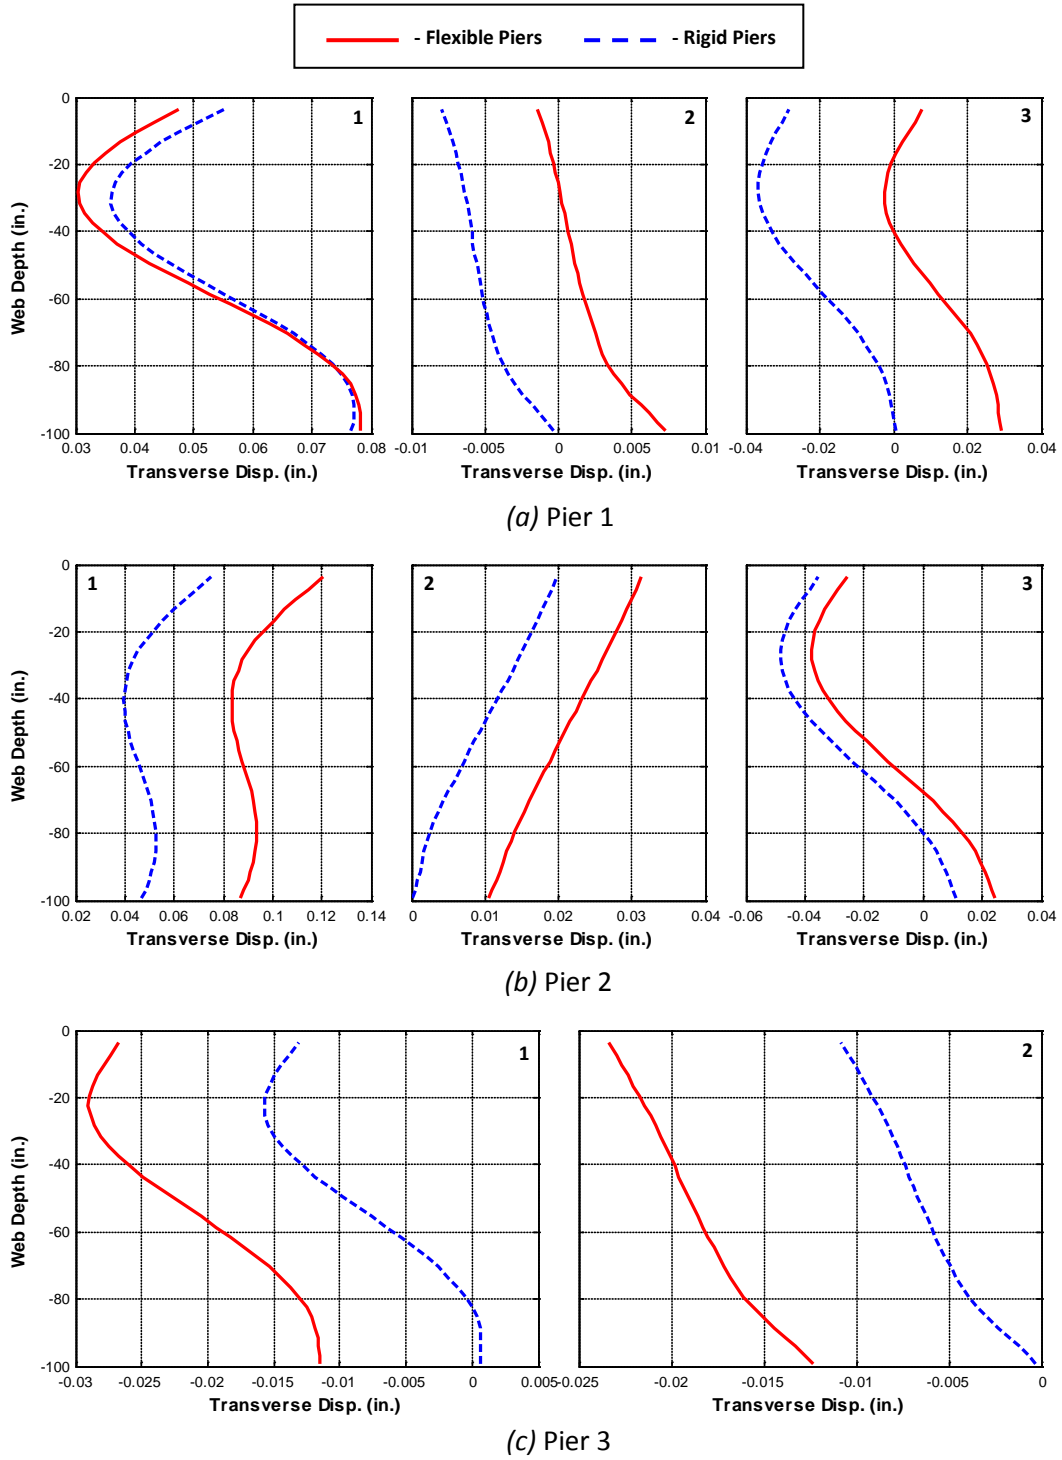 - Flexible Piers - Rigid Piers
0
-20
-40
-60
-80
-100
Web Depth (in.)
1
0.03 0.04 0.05 0.06 0.07 0.08
Transverse Disp. (in.)
2
-0.01 -0.005 0 0.005 0.01
Transverse Disp. (in.)
3
-0.04 -0.02 0 0.02 0.04
Transverse Disp. (in.)
(a) Pier 1
0
-20
-40
-60
-80
-100
Web Depth (in.)
1
0.02 0.04 0.06 0.08 0.1 0.12 0.14
Transverse Disp. (in.)
2
0 0.01 0.02 0.03 0.04
Transverse Disp. (in.)
3
-0.06 -0.04 -0.02 0 0.02 0.04
Transverse Disp. (in.)
(b) Pier 2
0
-20
-40
-60
-80
-100
Web Depth (in.)
1
-0.03 -0.025 -0.02 -0.015 -0.01 -0.005 0 0.005
Transverse Disp. (in.)
2
-0.025 -0.02 -0.015 -0.01 -0.005 0
Transverse Disp. (in.)
(c) Pier 3